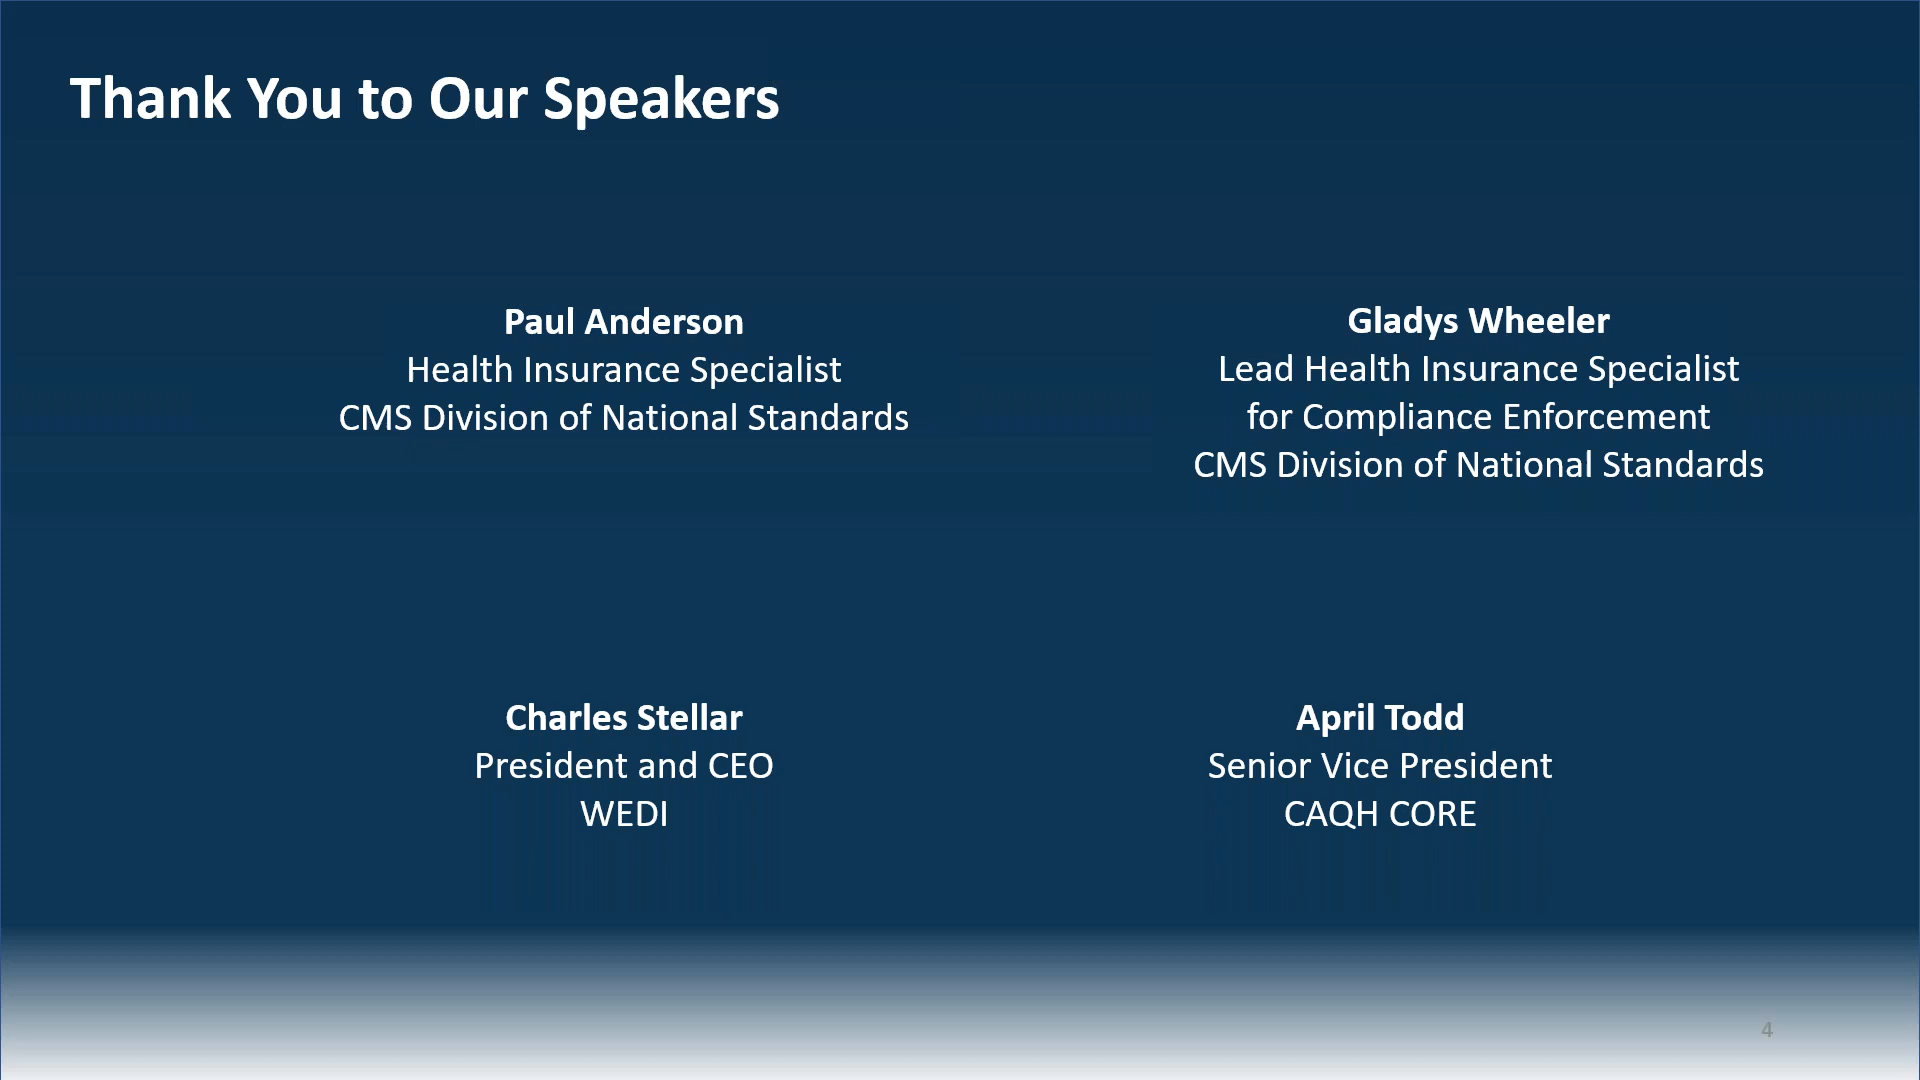 Thank You to Our Speakers
Paul Anderson
Health Insurance Specialist
CMS Division of National Standards
Gladys Wheeler
Lead Health Insurance Specialist
for Compliance Enforcement
CMS Division of National Standards
Charles Stellar
President and CEO
WEDI
April Todd
Senior Vice President
CAQH CORE
4